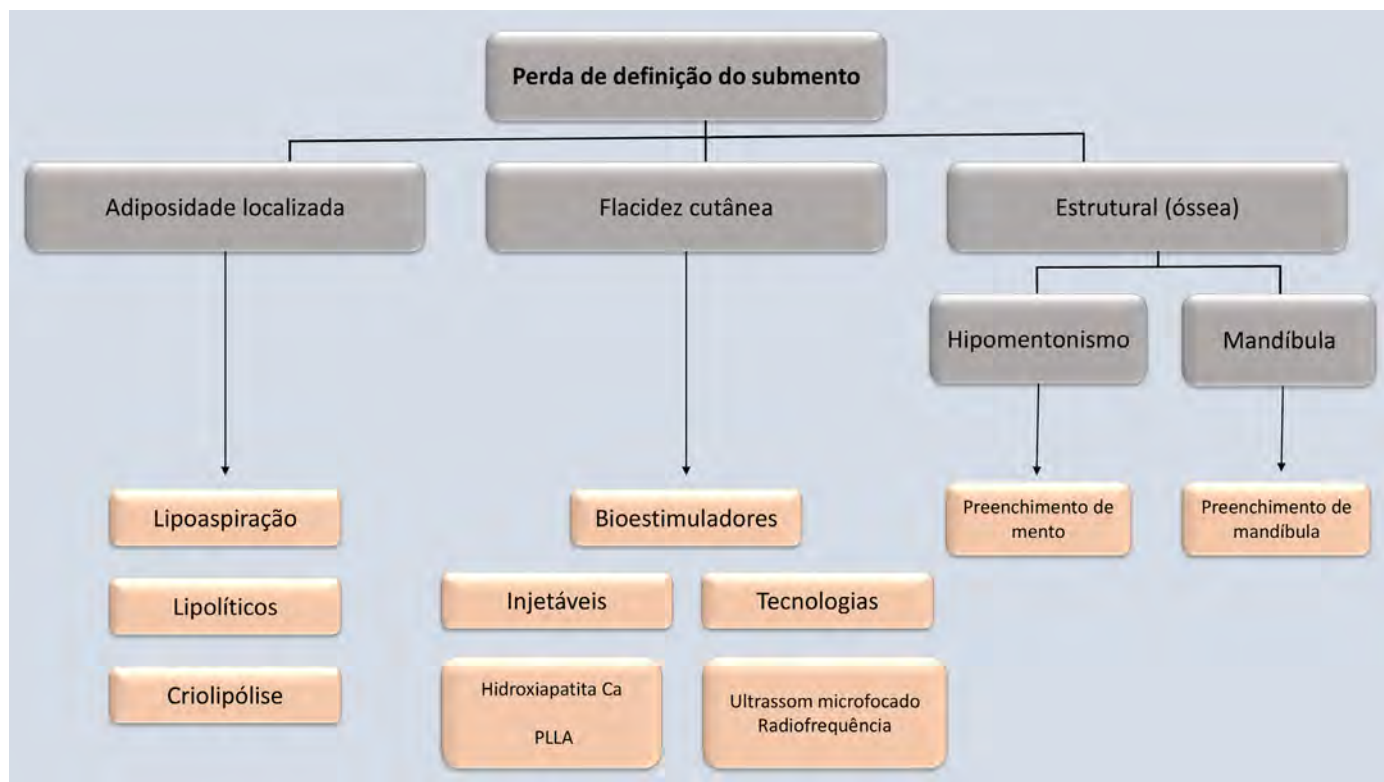 Perda de definição do submento
Adiposidade localizada
Flacidez cutânea
Estrutural (óssea)
Hipomentonismo
Mandíbula
Lipoaspiração
Lipolíticos
Criolipólise
Bioestimuladores
Injetáveis
Tecnologias
Hidroxiapatita Ca
PLLA
Ultrassom microfocado
Radiofrequência
Preenchimento de
mento
Preenchimento de
mandíbula